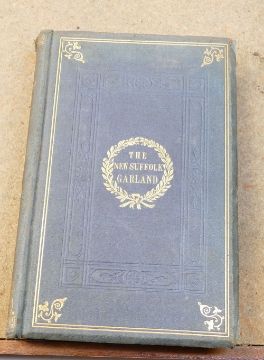 THE
NEW SUFFOLK
GARLAND